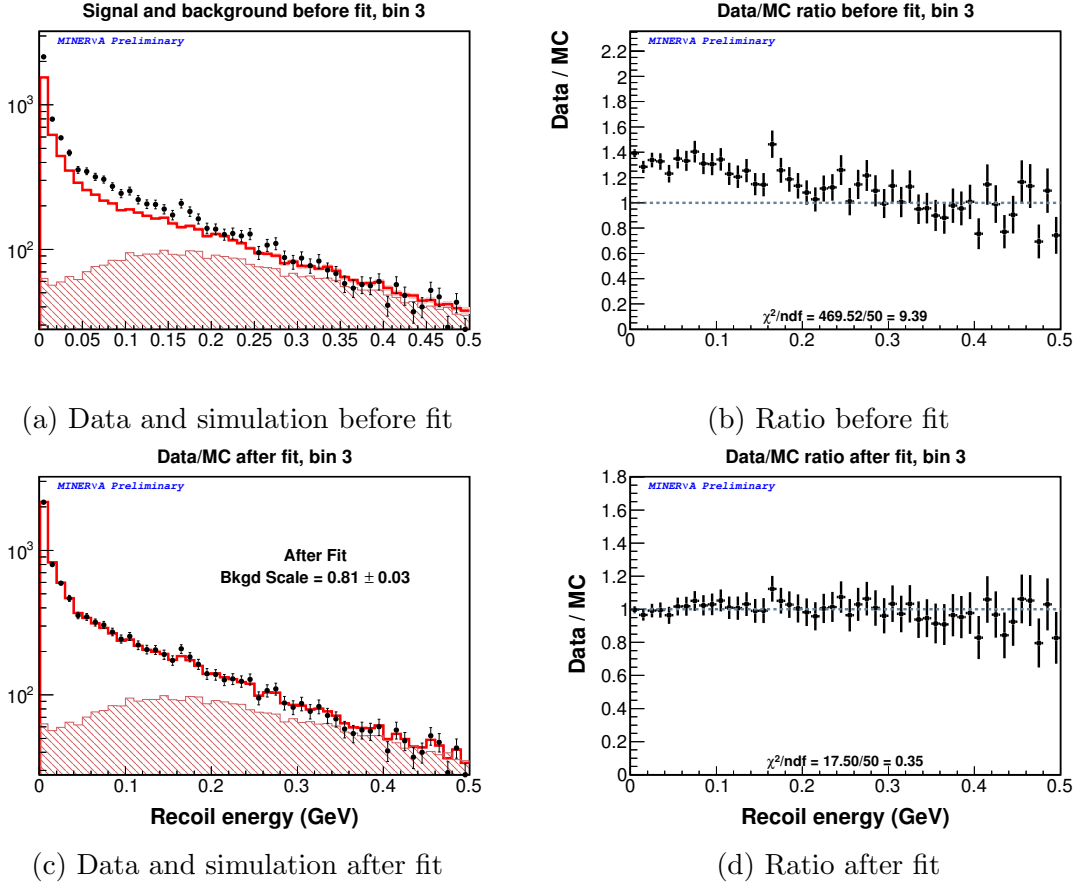 Signal and background before fit, bin 3
MINERνA Preliminary
10³
10²
0 0.05 0.1 0.15 0.2 0.25 0.3 0.35 0.4 0.45 0.5
(a) Data and simulation before fit
Data/MC ratio before fit, bin 3
MINERνA Preliminary
Data / MC
2.2
2
1.8
1.6
1.4
1.2
1
0.8
0.6
0.4
0.2
0
χ²/ndf = 469.52/50 = 9.39
0.1 0.2 0.3 0.4 0.5
(b) Ratio before fit
Data/MC after fit, bin 3
MINERνA Preliminary
10³
10²
After Fit
Bkgd Scale = 0.81 ± 0.03
0 0.1 0.2 0.3 0.4 0.5
Recoil energy (GeV)
(c) Data and simulation after fit
Data/MC ratio after fit, bin 3
MINERνA Preliminary
Data / MC
1.8
1.6
1.4
1.2
1
0.8
0.6
0.4
0.2
0
χ²/ndf = 17.50/50 = 0.35
0 0.1 0.2 0.3 0.4 0.5
Recoil energy (GeV)
(d) Ratio after fit